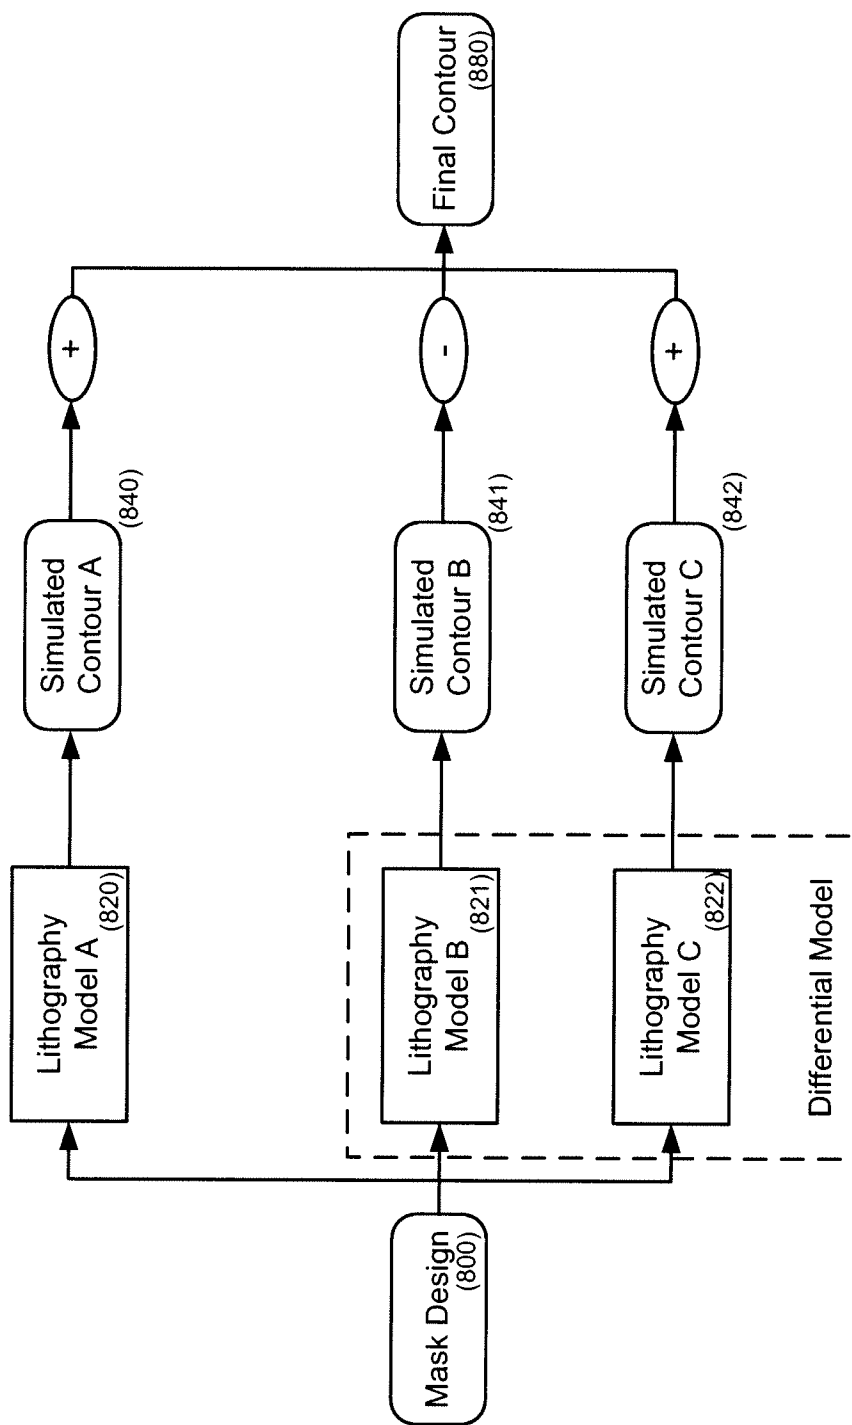 Mask Design
(800)
Lithography
Model A
(820)
Lithography
Model B
(821)
Lithography
Model C
(822)
Differential Model
Simulated
Contour A
(840)
Simulated
Contour B
(841)
Simulated
Contour C
(842)
+
-
+
Final Contour
(880)